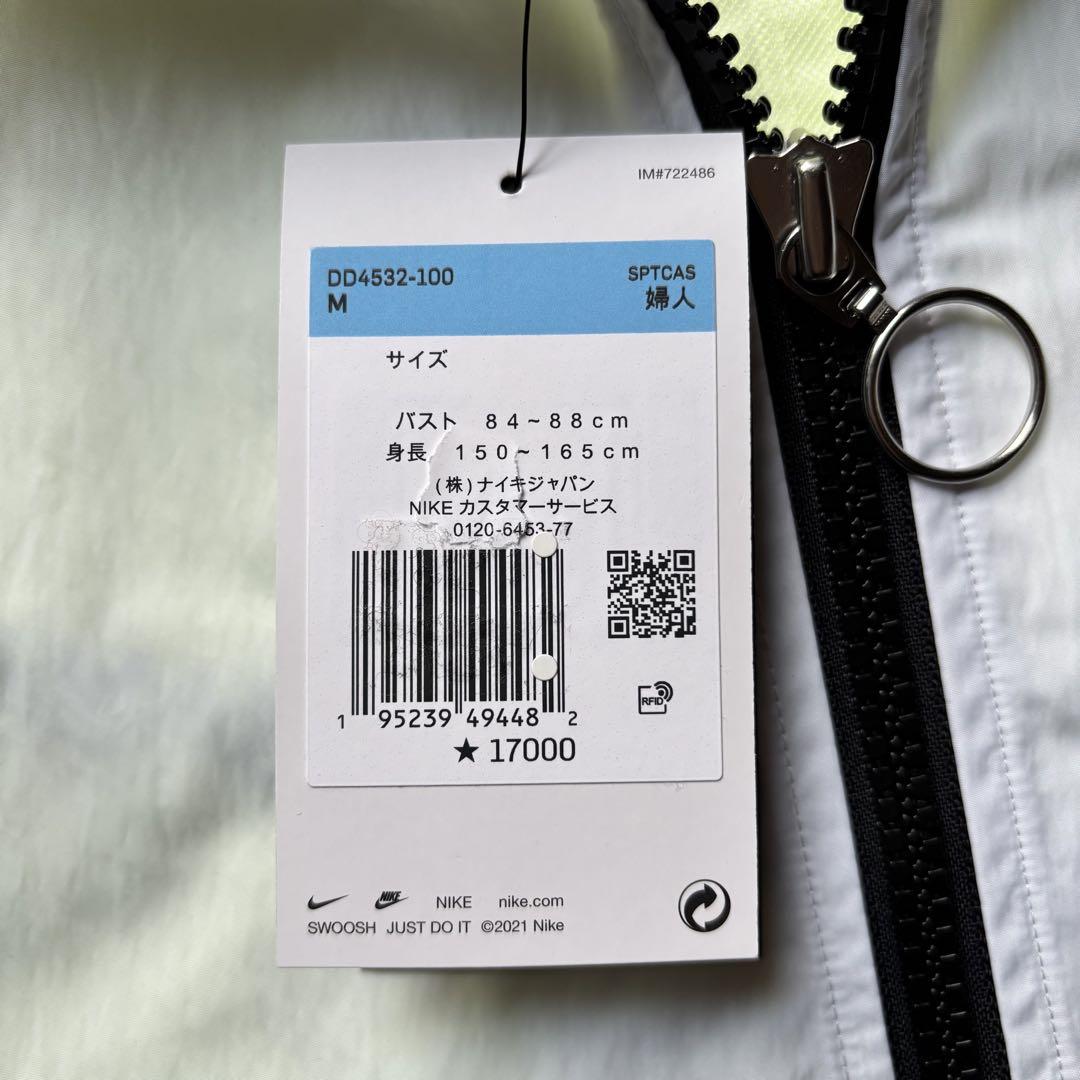 IM#722486
DD4532-100 SPTCAS
M 婦人
サイズ
バスト 84~88cm
身長 150~165cm
(株)ナイキジャパン
NIKE カスタマーサービス
0120-6453-77
RFID
1 95239 49448 2
★ 17000
NIKE NIKE nike.com
SWOOSH JUST DO IT ©2021 Nike